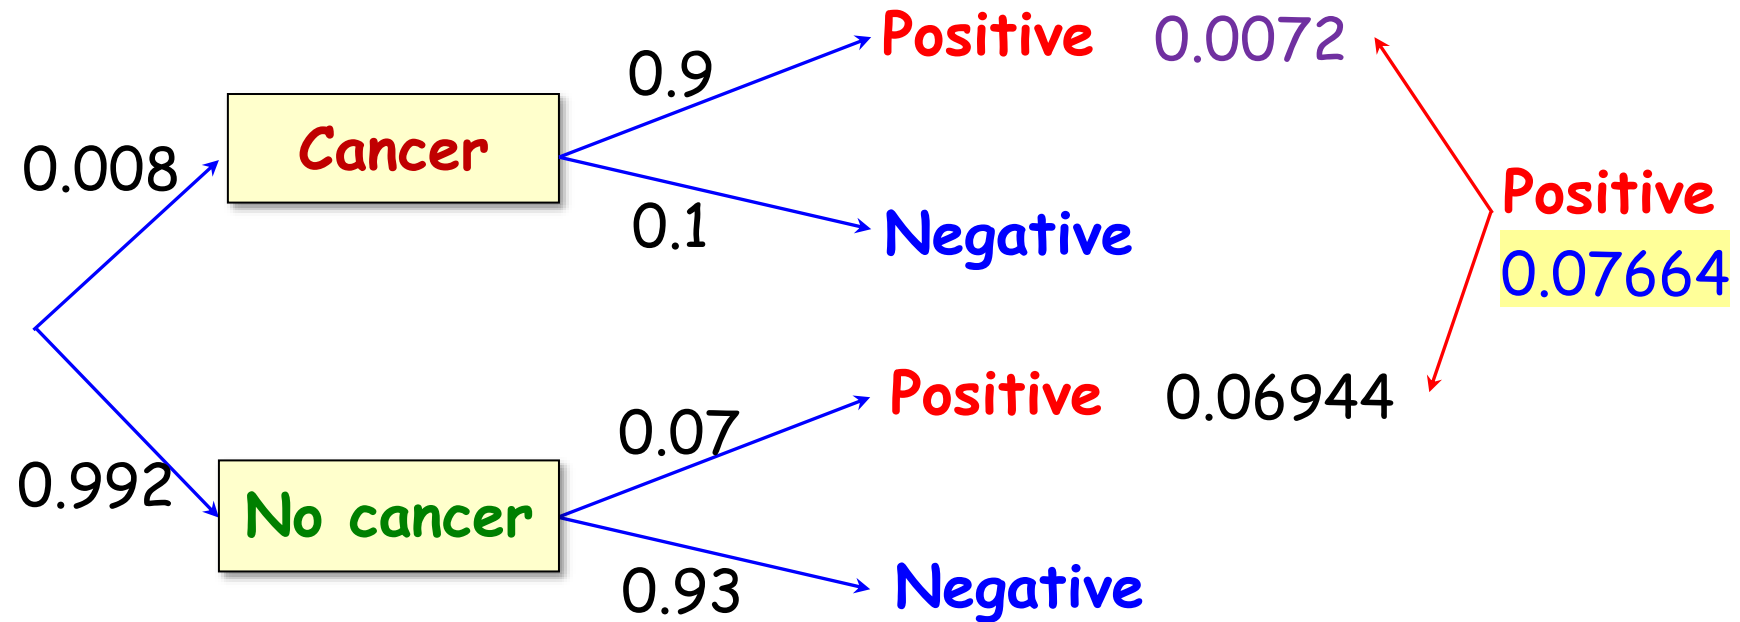 Positive 0.0072
0.9
Cancer
0.008
0.1
Negative
Positive
0.07664
Positive 0.06944
0.07
0.992
No cancer
0.93
Negative